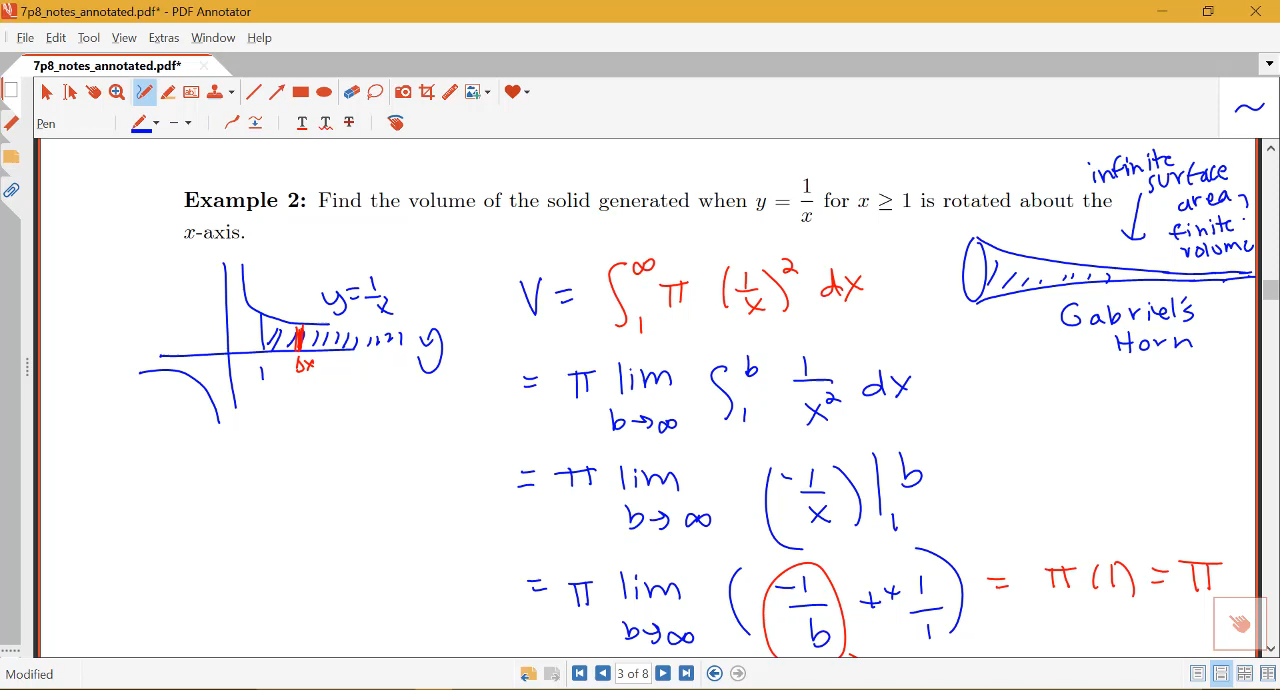 7p8_notes_annotated.pdf* - PDF Annotator
File Edit Tool View Extras Window Help
7p8_notes_annotated.pdf*
Pen
Example 2: Find the volume of the solid generated when y = 1/x for x ≥ 1 is rotated about the
x-axis.
infinite
surface
area,
finite
volume
Gabriel's
Horn
y = 1/x
1
Δx
V = ∫₁^∞ π (1/x)² dx
= π lim b→∞ ∫₁^b 1/x² dx
= π lim b→∞ (-1/x) |₁^b
= π lim b→∞ (-1/b ++ 1/1) = π(1) = π
Modified
3 of 8